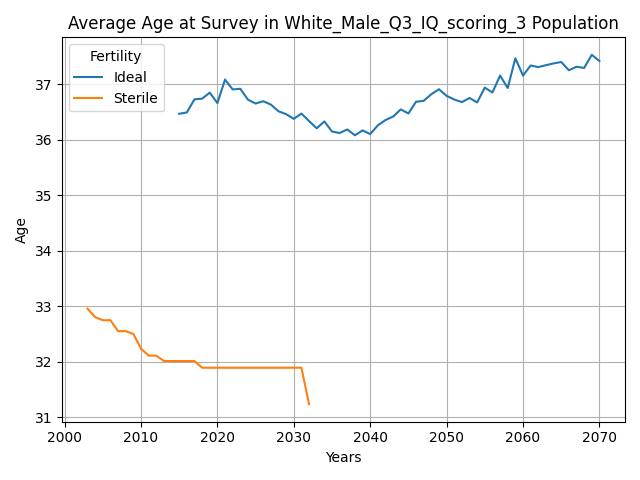 Average Age at Survey in White_Male_Q3_IQ_scoring_3 Population
Fertility
Ideal
Sterile
Age
37
36
35
34
33
32
31
2000 2010 2020 2030 2040 2050 2060 2070
Years